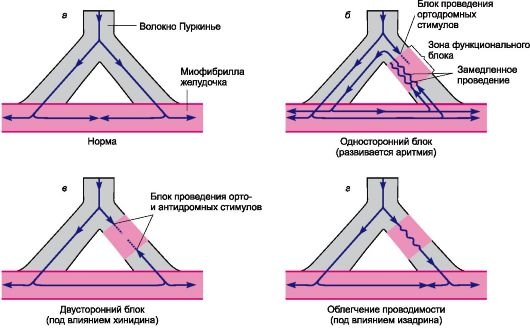 а
Волокно Пуркинье
Миофибрилла
желудочка
Норма
б
Блок проведения
ортодромных
стимулов
Зона функционального
блока
Замедленное
проведение
Односторонний блок
(развивается аритмия)
в
Блок проведения орто-
и антидромных стимулов
Двусторонний блок
(под влиянием хинидина)
г
Облегчение проводимости
(под влиянием изадрина)